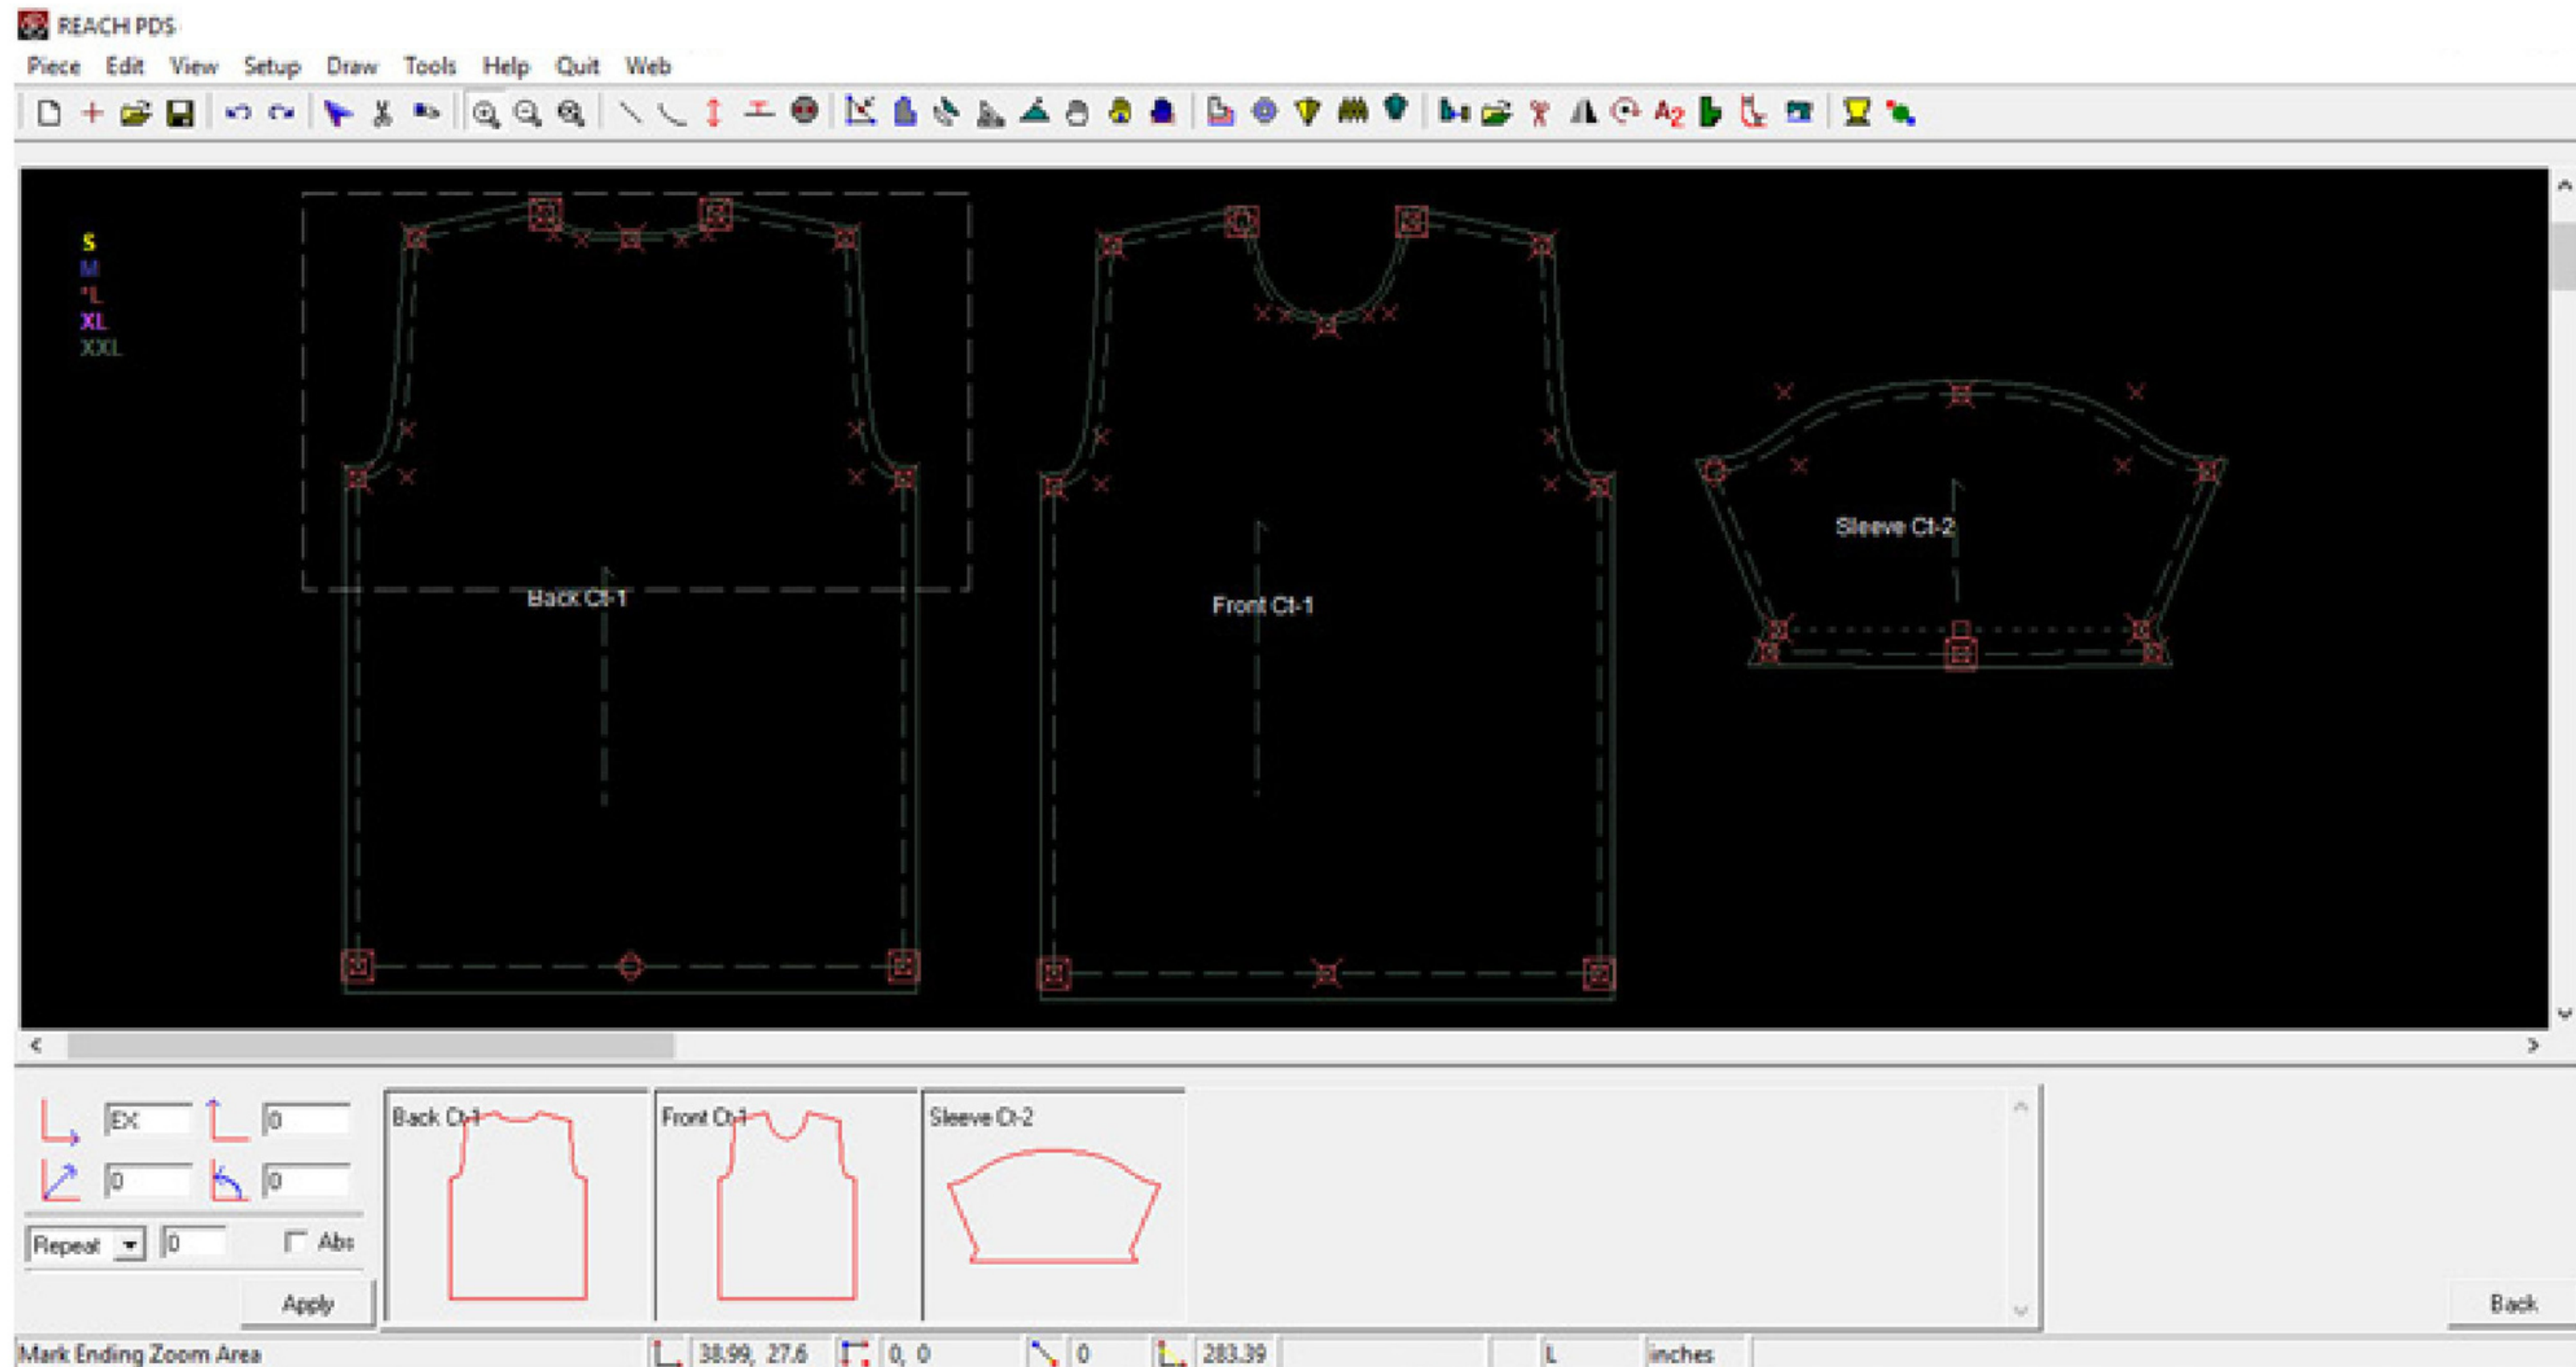 REACH PDS
Piece Edit View Setup Draw Tools Help Quit Web
A2
S
M
*L
XL
XXL
Back Ct-1
Front Ct-1
Sleeve Ct-2
EX 0
0 0
Repeat 0 Abs
Apply
Back Ct-1
Front Ct-1
Sleeve Ct-2
Back
Mark Ending Zoom Area 38.99, 27.6 0, 0 0 283.39 L inches